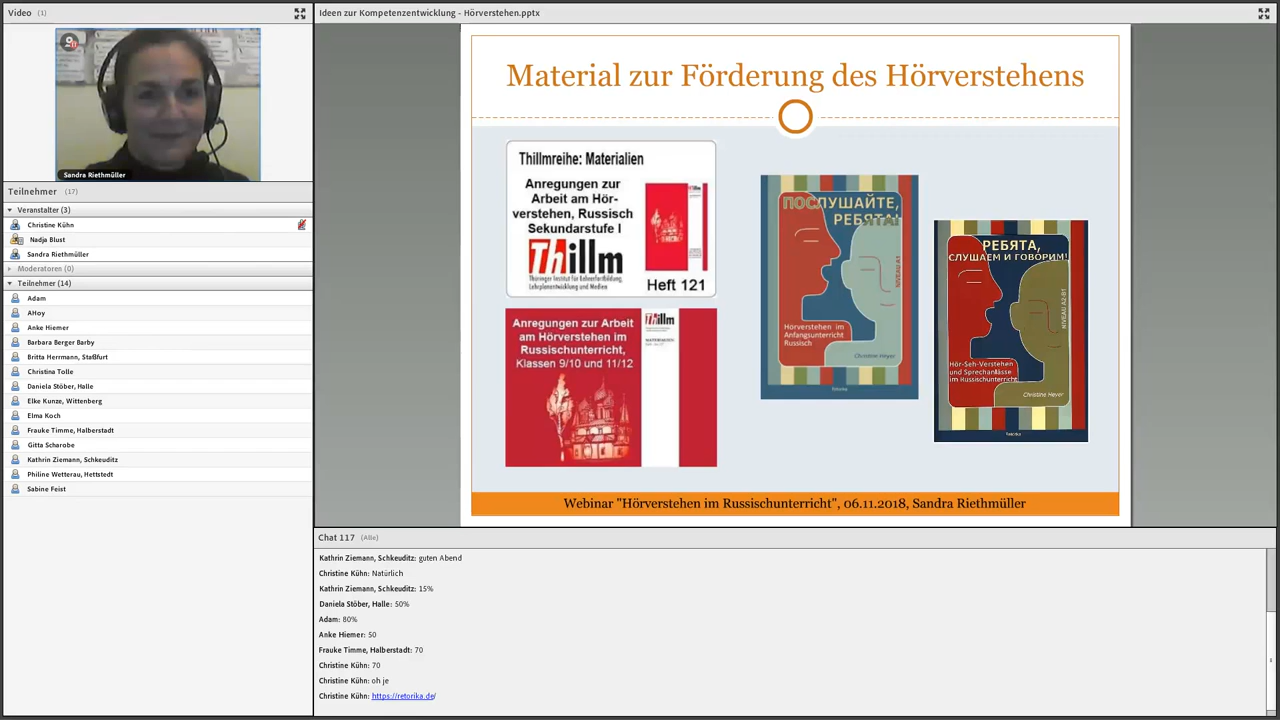 Video (1)
Sandra Riethmüller
Teilnehmer (17)
Veranstalter (3)
Christine Kühn
Nadja Blust
Sandra Riethmüller
Moderatoren (0)
Teilnehmer (14)
Adam
AHoy
Anke Hiemer
Barbara Berger Barby
Britta Herrmann, Staßfurt
Christina Tolle
Daniela Stöber, Halle
Elke Kunze, Wittenberg
Elma Koch
Frauke Timme, Halberstadt
Gitta Scharobe
Kathrin Ziemann, Schkeuditz
Philine Wetterau, Hettstedt
Sabine Feist
Ideen zur Kompetenzentwicklung - Hörverstehen.pptx
Material zur Förderung des Hörverstehens
Thillmreihe: Materialien
Anregungen zur
Arbeit am Hör-
verstehen, Russisch
Sekundarstufe I
Thillm
Thüringer Institut für Lehrerfortbildung
Lehrplanentwicklung und Medien
Heft 121
Anregungen zur Arbeit
am Hörverstehen im
Russischunterricht,
Klassen 9/10 und 11/12
Thillm
ПОСЛУШАЙТЕ,
РЕБЯТА!
NIVEAU A1
Hörverstehen im
Anfangsunterricht
Russisch
Christine Heyer
Retorika
РЕБЯТА,
СЛУШАЕМ И ГОВОРИМ!
NIVEAU A2-B1
Hör-Seh-Verstehen
und Sprechanlässe
im Russischunterricht
Christine Heyer
Retorika
Webinar "Hörverstehen im Russischunterricht", 06.11.2018, Sandra Riethmüller
Chat 117 (Alle)
Kathrin Ziemann, Schkeuditz: guten Abend
Christine Kühn: Natürlich
Kathrin Ziemann, Schkeuditz: 15%
Daniela Stöber, Halle: 50%
Adam: 80%
Anke Hiemer: 50
Frauke Timme, Halberstadt: 70
Christine Kühn: 70
Christine Kühn: oh je
Christine Kühn: https://retorika.de/